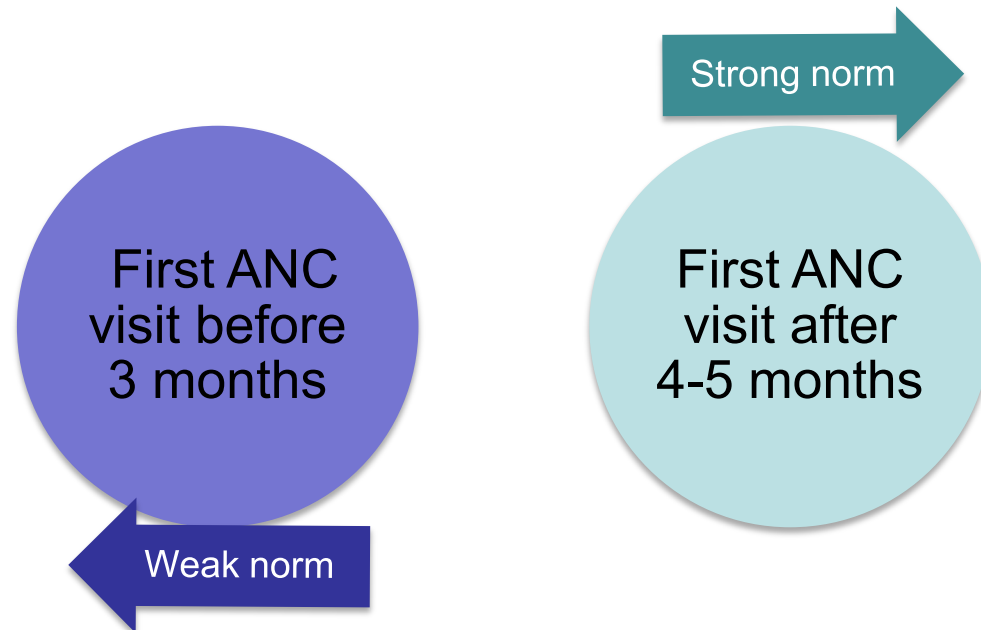 First ANC
visit before
3 months
Weak norm
Strong norm
First ANC
visit after
4-5 months